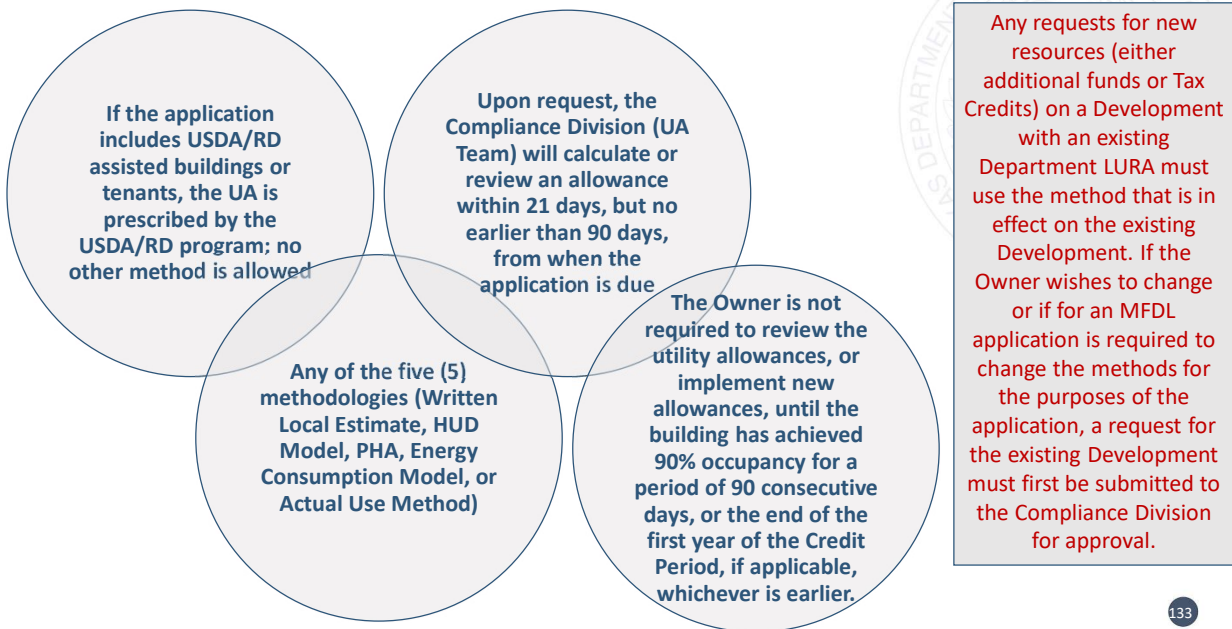 If the application
includes USDA/RD
assisted buildings or
tenants, the UA is
prescribed by the
USDA/RD program; no
other method is allowed
Upon request, the
Compliance Division (UA
Team) will calculate or
review an allowance
within 21 days, but no
earlier than 90 days,
from when the
application is due
Any of the five (5)
methodologies (Written
Local Estimate, HUD
Model, PHA, Energy
Consumption Model, or
Actual Use Method)
The Owner is not
required to review the
utility allowances, or
implement new
allowances, until the
building has achieved
90% occupancy for a
period of 90 consecutive
days, or the end of the
first year of the Credit
Period, if applicable,
whichever is earlier.
Any requests for new
resources (either
additional funds or Tax
Credits) on a Development
with an existing
Department LURA must
use the method that is in
effect on the existing
Development. If the
Owner wishes to change
or if for an MFDL
application is required to
change the methods for
the purposes of the
application, a request for
the existing Development
must first be submitted to
the Compliance Division
for approval.
133